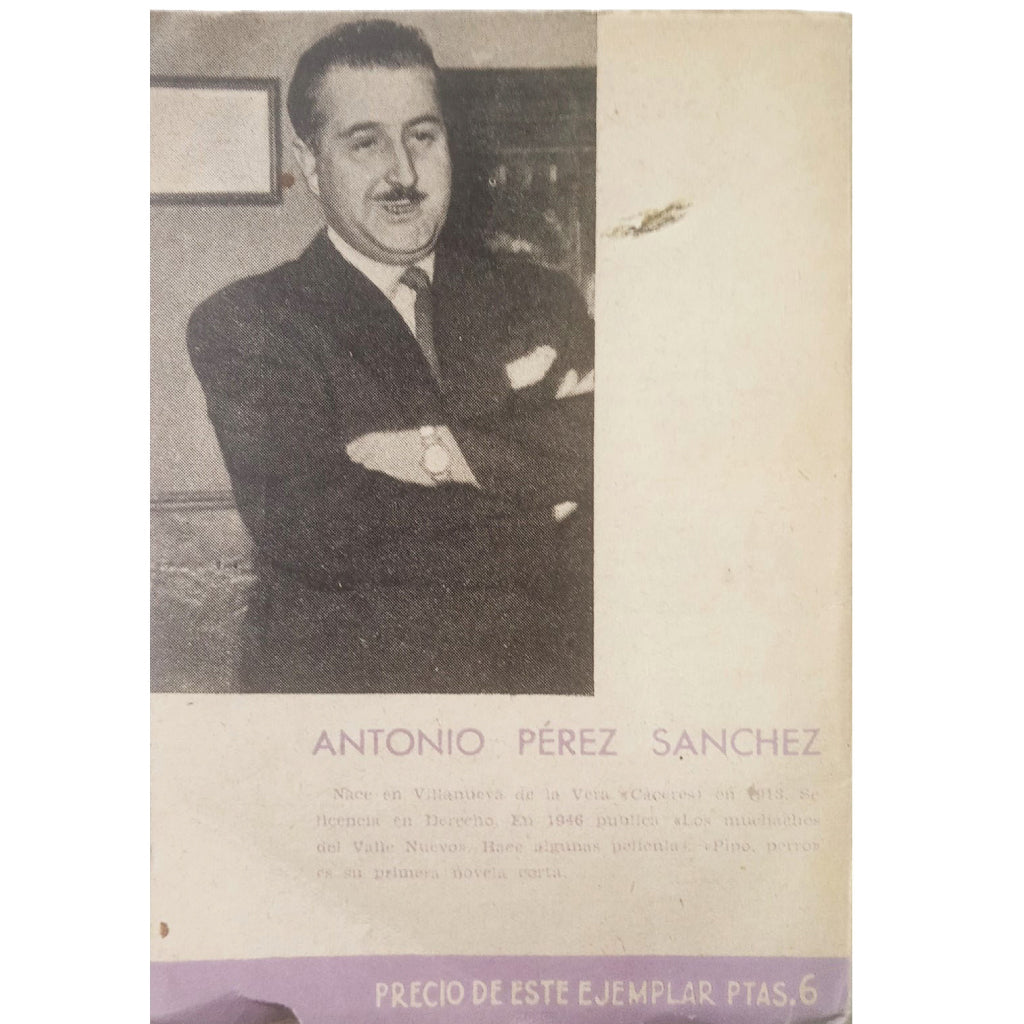 ANTONIO PÉREZ SANCHEZ
Nace en Villanueva de la Vera (Cáceres) en 1913. Se
licencia en Derecho. En 1946 publica «Los muchachos
del Valle Nuevo». Hace algunas películas. «Pipo, perro»
es su primera novela corta.
PRECIO DE ESTE EJEMPLAR PTAS. 6